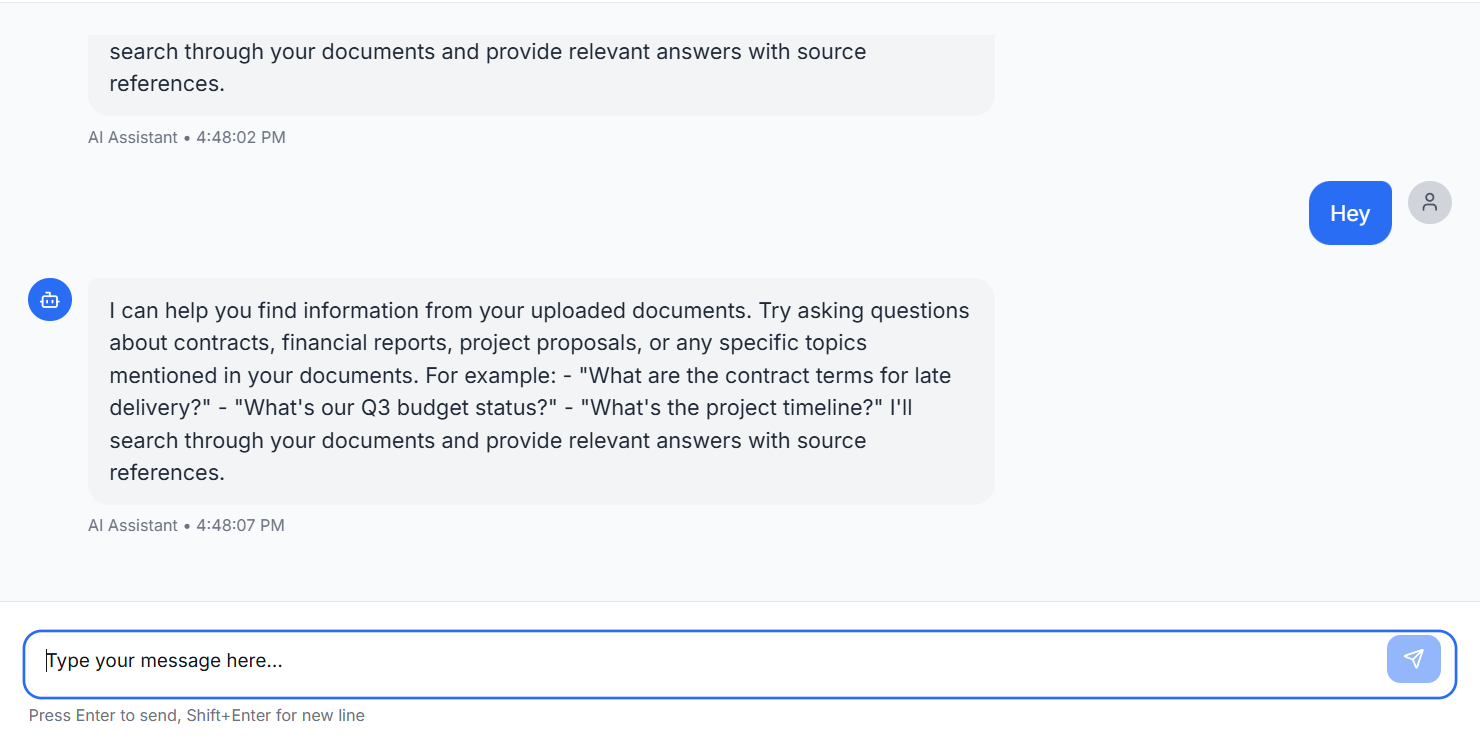 search through your documents and provide relevant answers with source
references.
AI Assistant • 4:48:02 PM
Hey
I can help you find information from your uploaded documents. Try asking questions
about contracts, financial reports, project proposals, or any specific topics
mentioned in your documents. For example: - "What are the contract terms for late
delivery?" - "What's our Q3 budget status?" - "What's the project timeline?" I'll
search through your documents and provide relevant answers with source
references.
AI Assistant • 4:48:07 PM
Type your message here...
Press Enter to send, Shift+Enter for new line